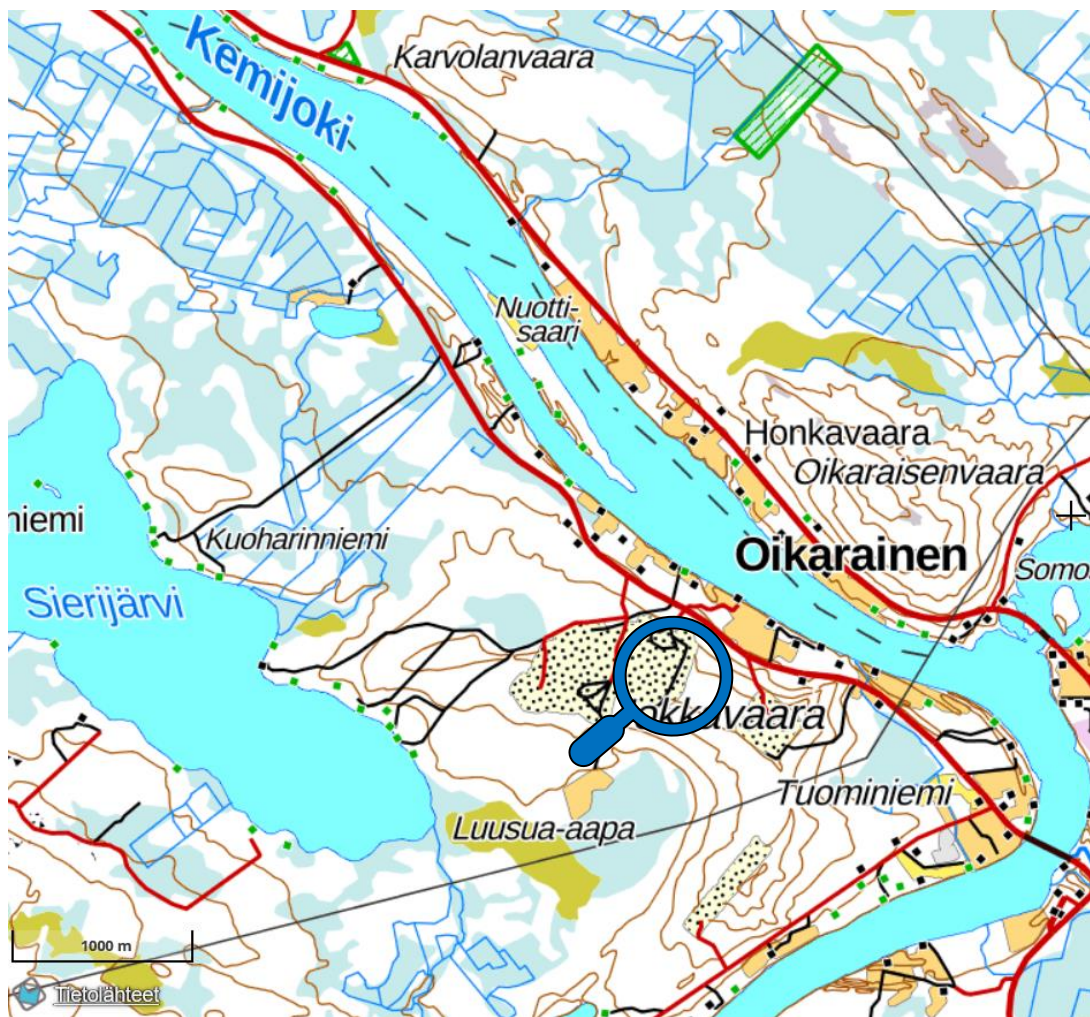 Karvolanvaara
Kemijoki
Nuotti-
saari
Honkavaara
Oikaraisenvaara
niemi
Kuoharinniemi
Oikarainen
Sierijärvi
Tuominiemi
Luusua-aapa
1000 m
Tietolähteet